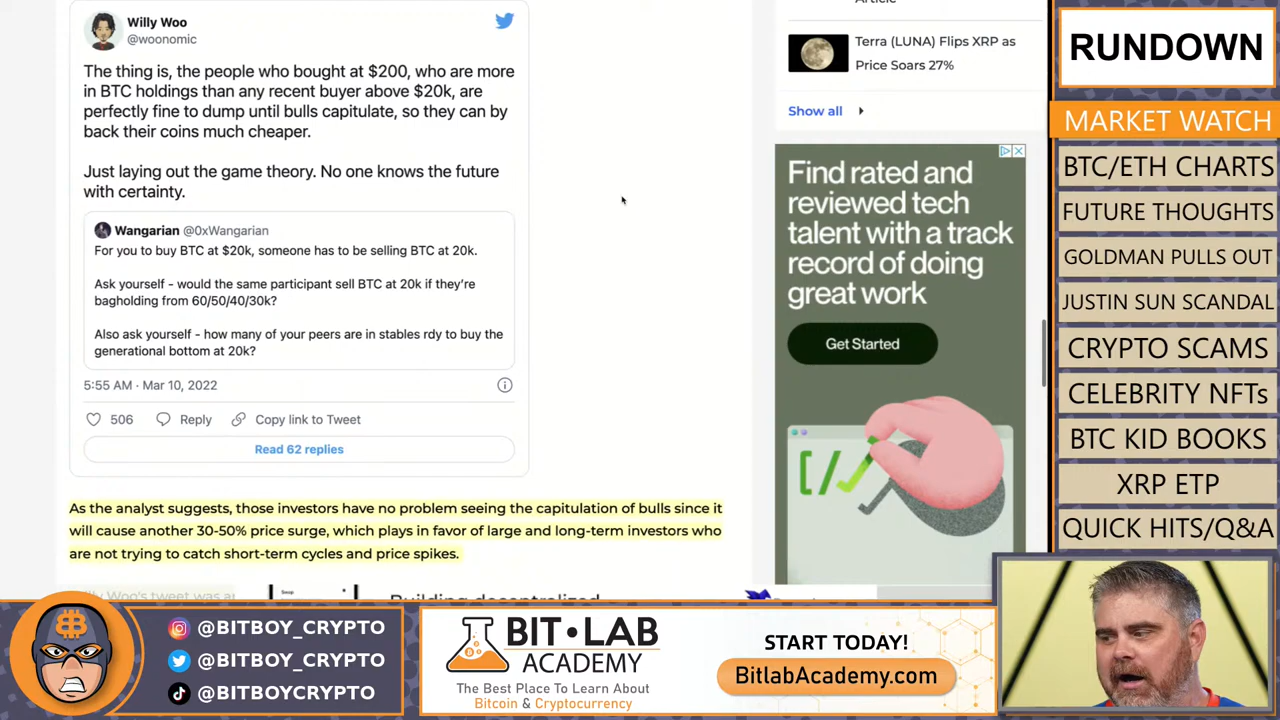 Willy Woo
@woonomic
The thing is, the people who bought at $200, who are more
in BTC holdings than any recent buyer above $20k, are
perfectly fine to dump until bulls capitulate, so they can by
back their coins much cheaper.
Just laying out the game theory. No one knows the future
with certainty.
Wangarian @0xWangarian
For you to buy BTC at $20k, someone has to be selling BTC at 20k.
Ask yourself - would the same participant sell BTC at 20k if they're
bagholding from 60/50/40/30k?
Also ask yourself - how many of your peers are in stables rdy to buy the
generational bottom at 20k?
5:55 AM · Mar 10, 2022
506 Reply Copy link to Tweet
Read 62 replies
As the analyst suggests, those investors have no problem seeing the capitulation of bulls since it
will cause another 30-50% price surge, which plays in favor of large and long-term investors who
are not trying to catch short-term cycles and price spikes.
Willy Woo's tweet was
Building decentralized
Article
Terra (LUNA) Flips XRP as
Price Soars 27%
Show all
Find rated and
reviewed tech
talent with a track
record of doing
great work
Get Started
RUNDOWN
MARKET WATCH
BTC/ETH CHARTS
FUTURE THOUGHTS
GOLDMAN PULLS OUT
JUSTIN SUN SCANDAL
CRYPTO SCAMS
CELEBRITY NFTs
BTC KID BOOKS
XRP ETP
QUICK HITS/Q&A
@BITBOY_CRYPTO
@BITBOY_CRYPTO
@BITBOYCRYPTO
BIT•LAB
ACADEMY
The Best Place To Learn About
Bitcoin & Cryptocurrency
START TODAY!
BitlabAcademy.com